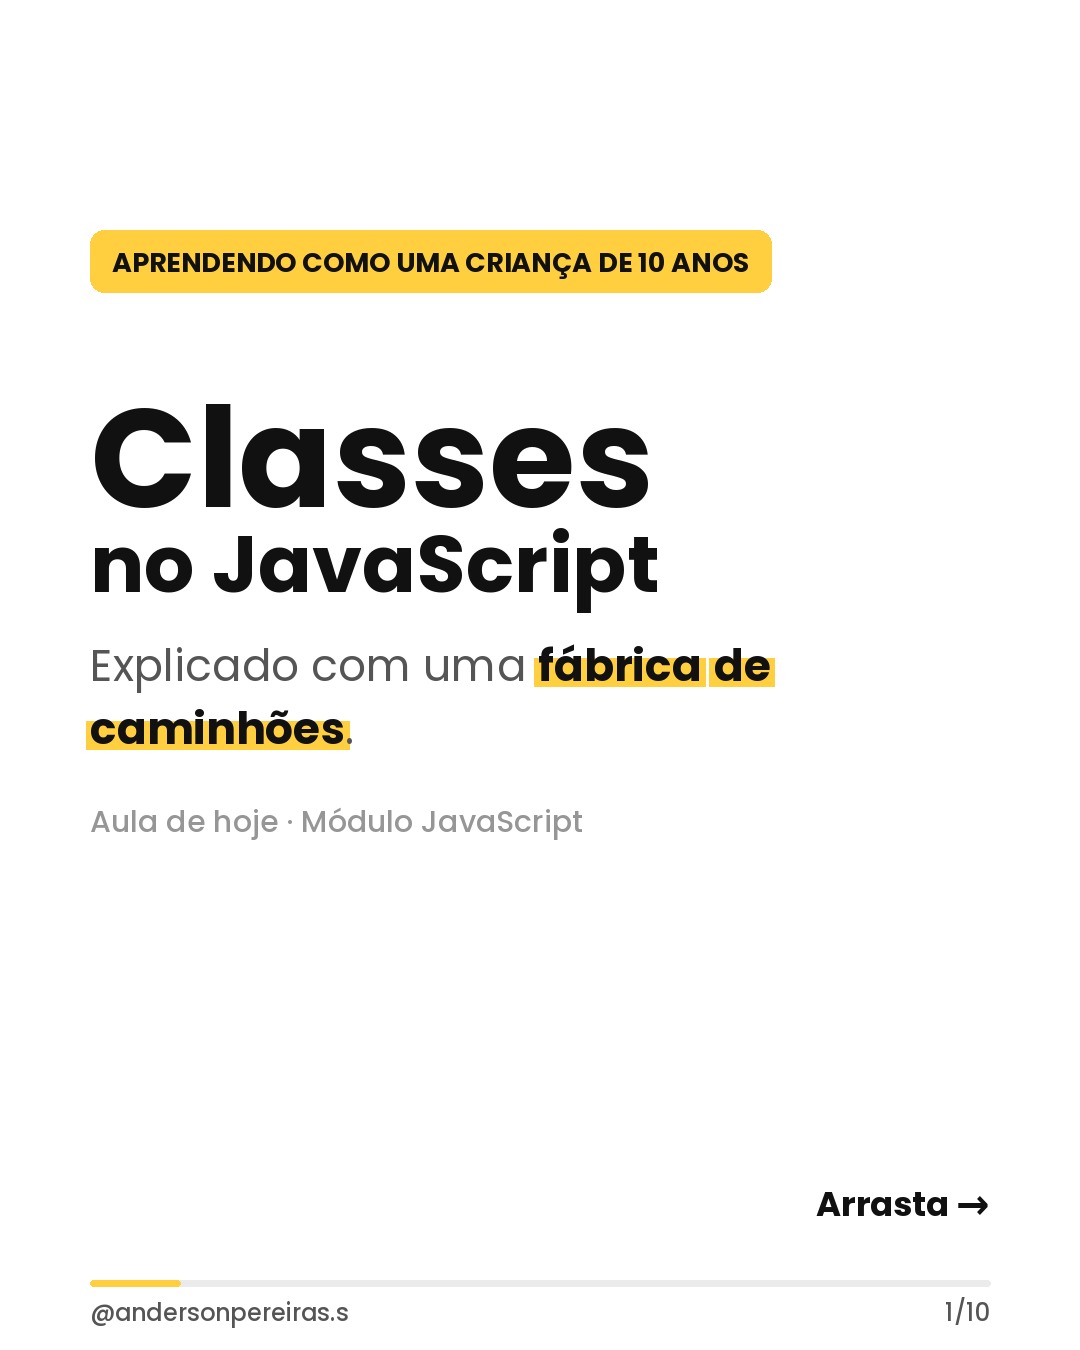 APRENDENDO COMO UMA CRIANÇA DE 10 ANOS
Classes
no JavaScript
Explicado com uma fábrica de
caminhões.
Aula de hoje · Módulo JavaScript
Arrasta →
@andersonpereiras.s
1/10